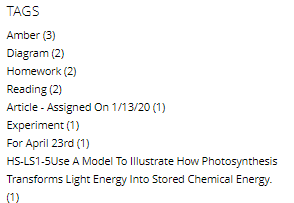 TAGS
Amber (3)
Diagram (2)
Homework (2)
Reading (2)
Article - Assigned On 1/13/20 (1)
Experiment (1)
For April 23rd (1)
HS-LS1-5Use A Model To Illustrate How Photosynthesis
Transforms Light Energy Into Stored Chemical Energy.
(1)